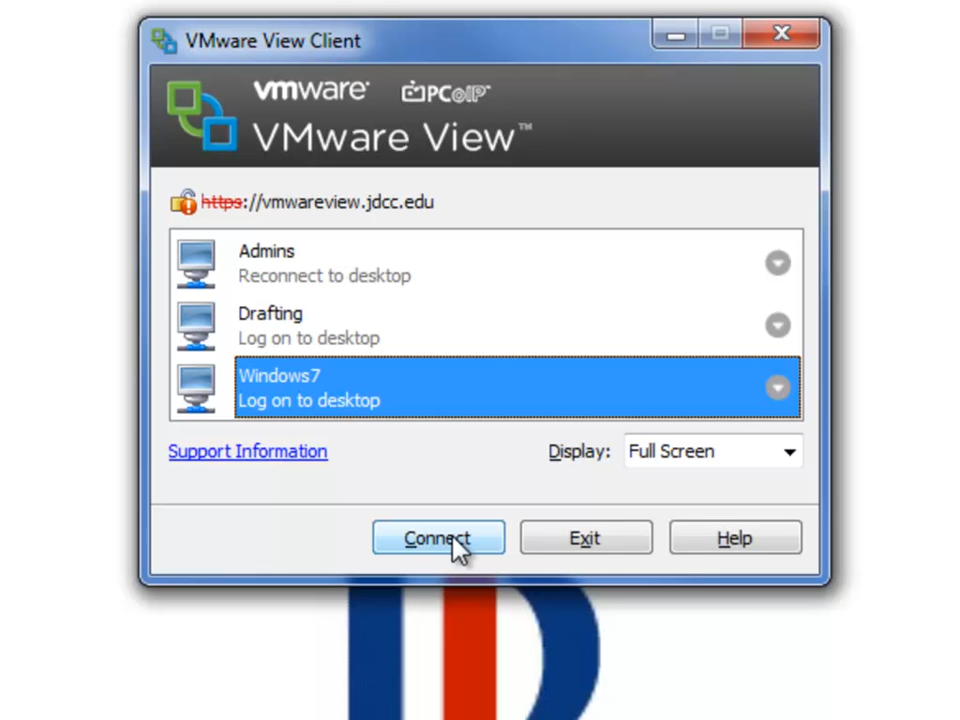 VMware View Client
vmware PCoIP™
VMware View™
https://vmwareview.jdcc.edu
Admins
Reconnect to desktop
Drafting
Log on to desktop
Windows7
Log on to desktop
Support Information Display: Full Screen
Connect Exit Help